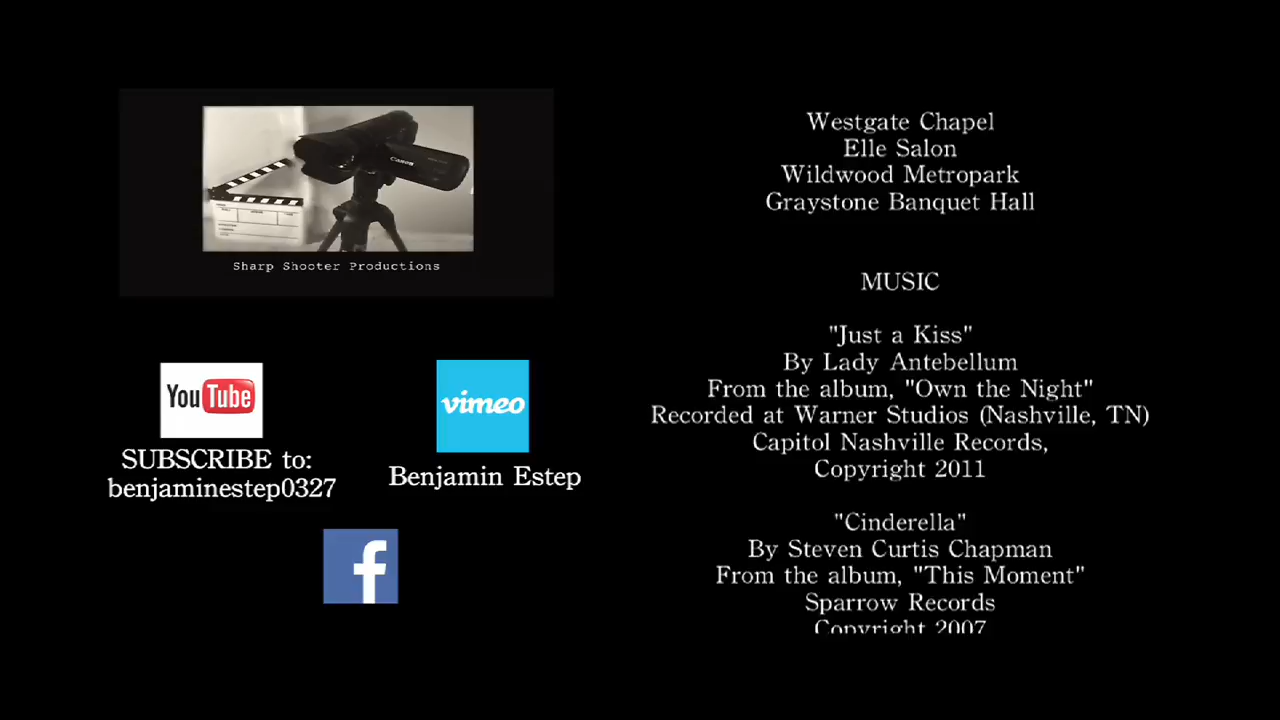 Canon
Sharp Shooter Productions
YouTube
SUBSCRIBE to:
benjaminestep0327
vimeo
Benjamin Estep
f
Westgate Chapel
Elle Salon
Wildwood Metropark
Graystone Banquet Hall
MUSIC
"Just a Kiss"
By Lady Antebellum
From the album, "Own the Night"
Recorded at Warner Studios (Nashville, TN)
Capitol Nashville Records,
Copyright 2011
"Cinderella"
By Steven Curtis Chapman
From the album, "This Moment"
Sparrow Records
Copyright 2007